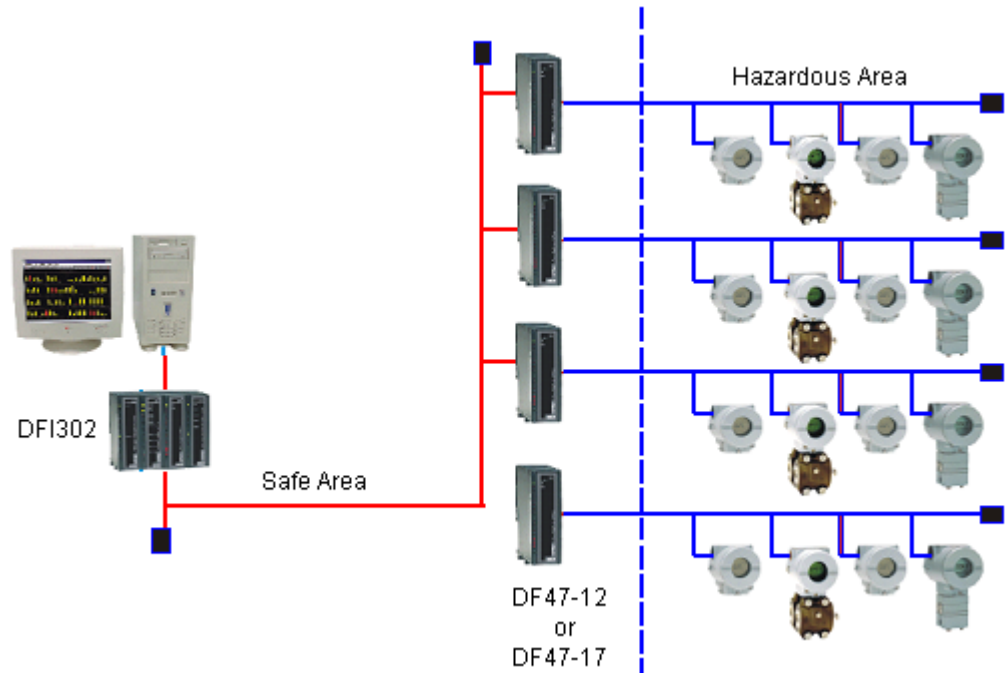 Hazardous Area
DFI302
Safe Area
DF47-12
or
DF47-17